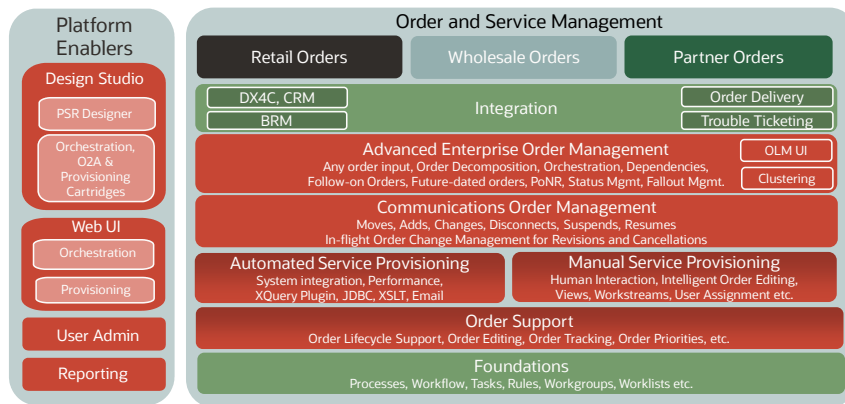 Platform
Enablers
Design Studio
PSR Designer
Orchestration,
O2A &
Provisioning
Cartridges
Web UI
Orchestration
Provisioning
User Admin
Reporting
Order and Service Management
Retail Orders
Wholesale Orders
Partner Orders
DX4C, CRM
BRM
Integration
Order Delivery
Trouble Ticketing
Advanced Enterprise Order Management
Any order input, Order Decomposition, Orchestration, Dependencies,
Follow-on Orders, Future-dated orders, PoNR, Status Mgmt, Fallout Mgmt.
OLM UI
Clustering
Communications Order Management
Moves, Adds, Changes, Disconnects, Suspends, Resumes
In-flight Order Change Management for Revisions and Cancellations
Automated Service Provisioning
System integration, Performance,
XQuery Plugin, JDBC, XSLT, Email
Manual Service Provisioning
Human Interaction, Intelligent Order Editing,
Views, Workstreams, User Assignment etc.
Order Support
Order Lifecycle Support, Order Editing, Order Tracking, Order Priorities, etc.
Foundations
Processes, Workflow, Tasks, Rules, Workgroups, Worklists etc.